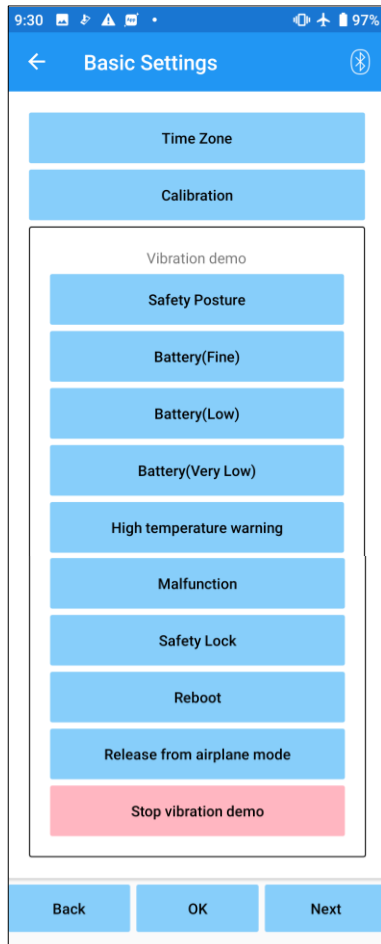 9:30 97%
Basic Settings
Time Zone
Calibration
Vibration demo
Safety Posture
Battery(Fine)
Battery(Low)
Battery(Very Low)
High temperature warning
Malfunction
Safety Lock
Reboot
Release from airplane mode
Stop vibration demo
Back OK Next